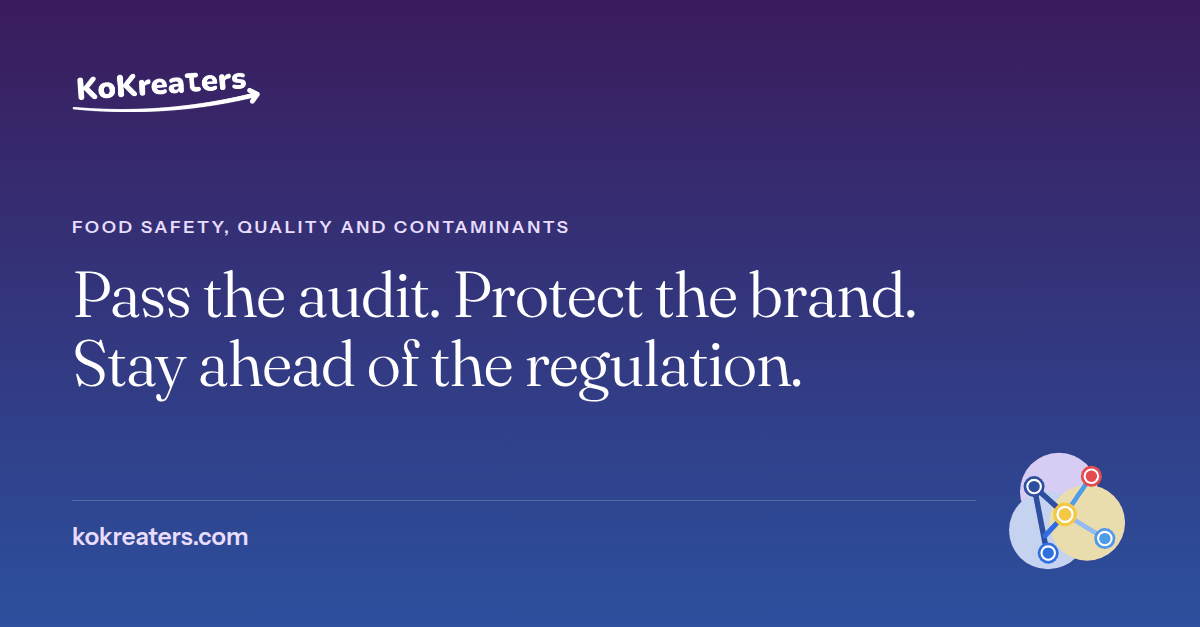 KoKreaters
FOOD SAFETY, QUALITY AND CONTAMINANTS
Pass the audit. Protect the brand.
Stay ahead of the regulation.
kokreaters.com